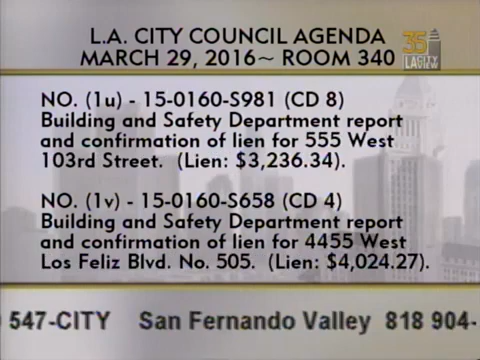 L.A. CITY COUNCIL AGENDA
MARCH 29, 2016~ ROOM 340
35
LA CITY
VIEW
NO. (1u) - 15-0160-S981 (CD 8)
Building and Safety Department report
and confirmation of lien for 555 West
103rd Street. (Lien: $3,236.34).
NO. (1v) - 15-0160-S658 (CD 4)
Building and Safety Department report
and confirmation of lien for 4455 West
Los Feliz Blvd. No. 505. (Lien: $4,024.27).
547-CITY San Fernando Valley 818 904-